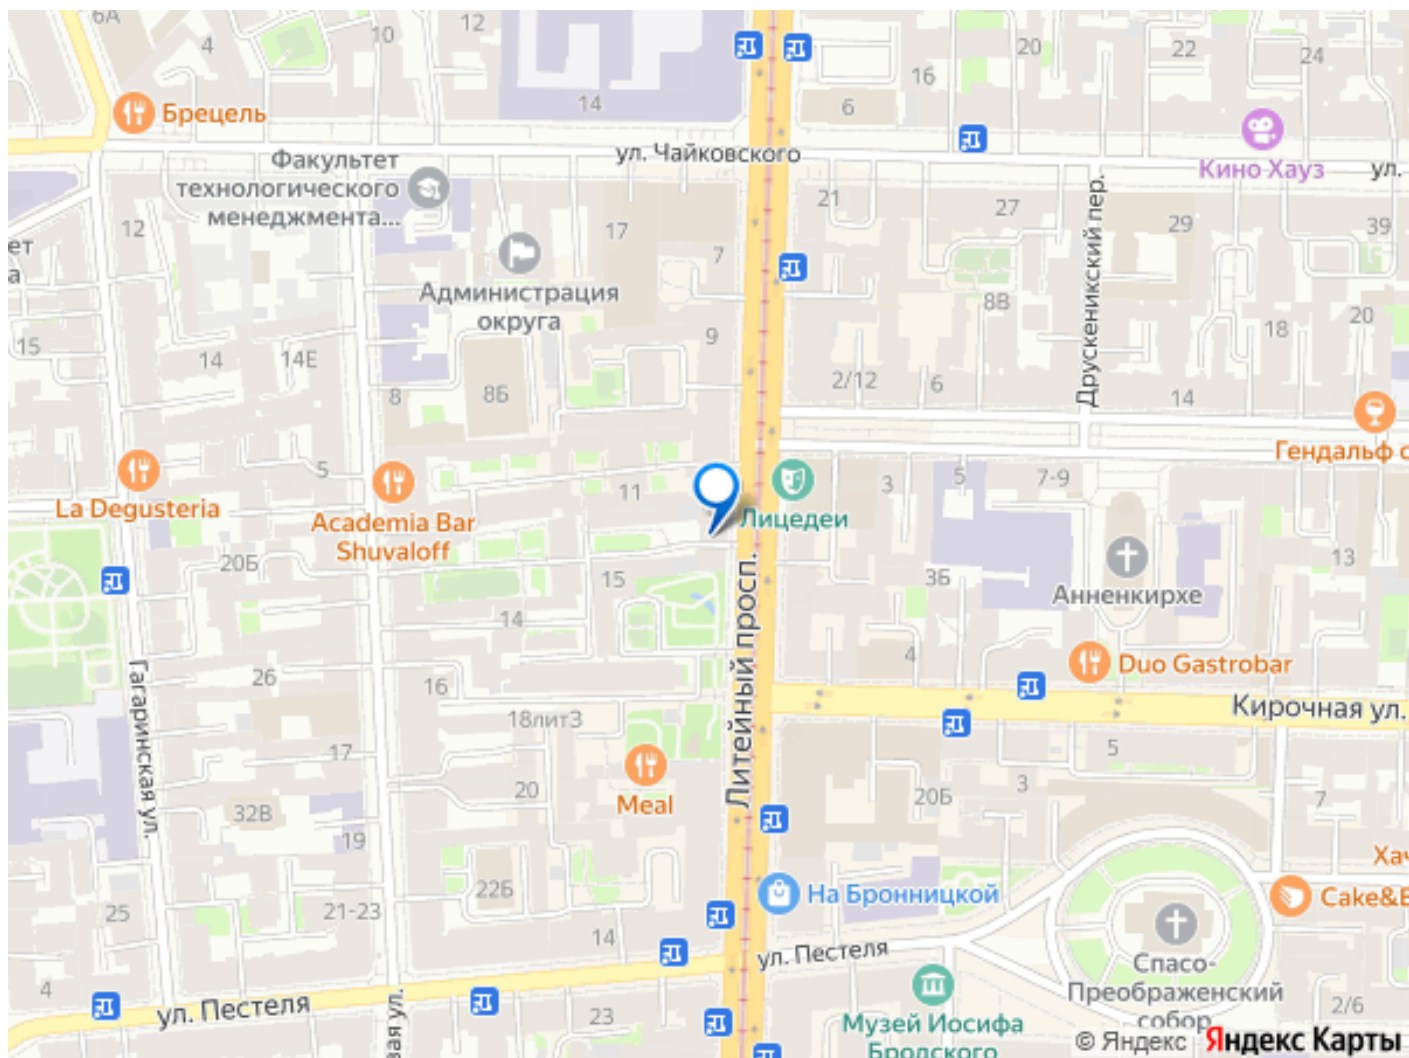 6А
4
10
12
14
20
22
24
16
6
Брецель
ул. Чайковского
Кино Хауз
ул.
Факультет
технологического
менеджмента...
12
17
7
21
27
29
39
Друскеникский пер.
ет
а
Администрация
округа
8В
15
14
14Е
9
18
20
8
8Б
2/12
6
14
Гендальф с
5
La Degusteria
Academia Bar
Shuvaloff
11
Лицедеи
3
5
7-9
20Б
15
3Б
13
Анненкирхе
14
Литейный просп.
4
Duo Gastrobar
26
16
Гагаринская ул.
18лит3
Кирочная ул.
17
5
Meal
20
20Б
3
7
32В
19
Хач
22Б
На Бронницкой
Cake&B
25
21-23
14
ул. Пестеля
Спасо-
Преображенский
собор
4
ул. Пестеля
вая ул.
23
Музей Иосифа
Бродского
2/6
© Яндекс Яндекс Карты